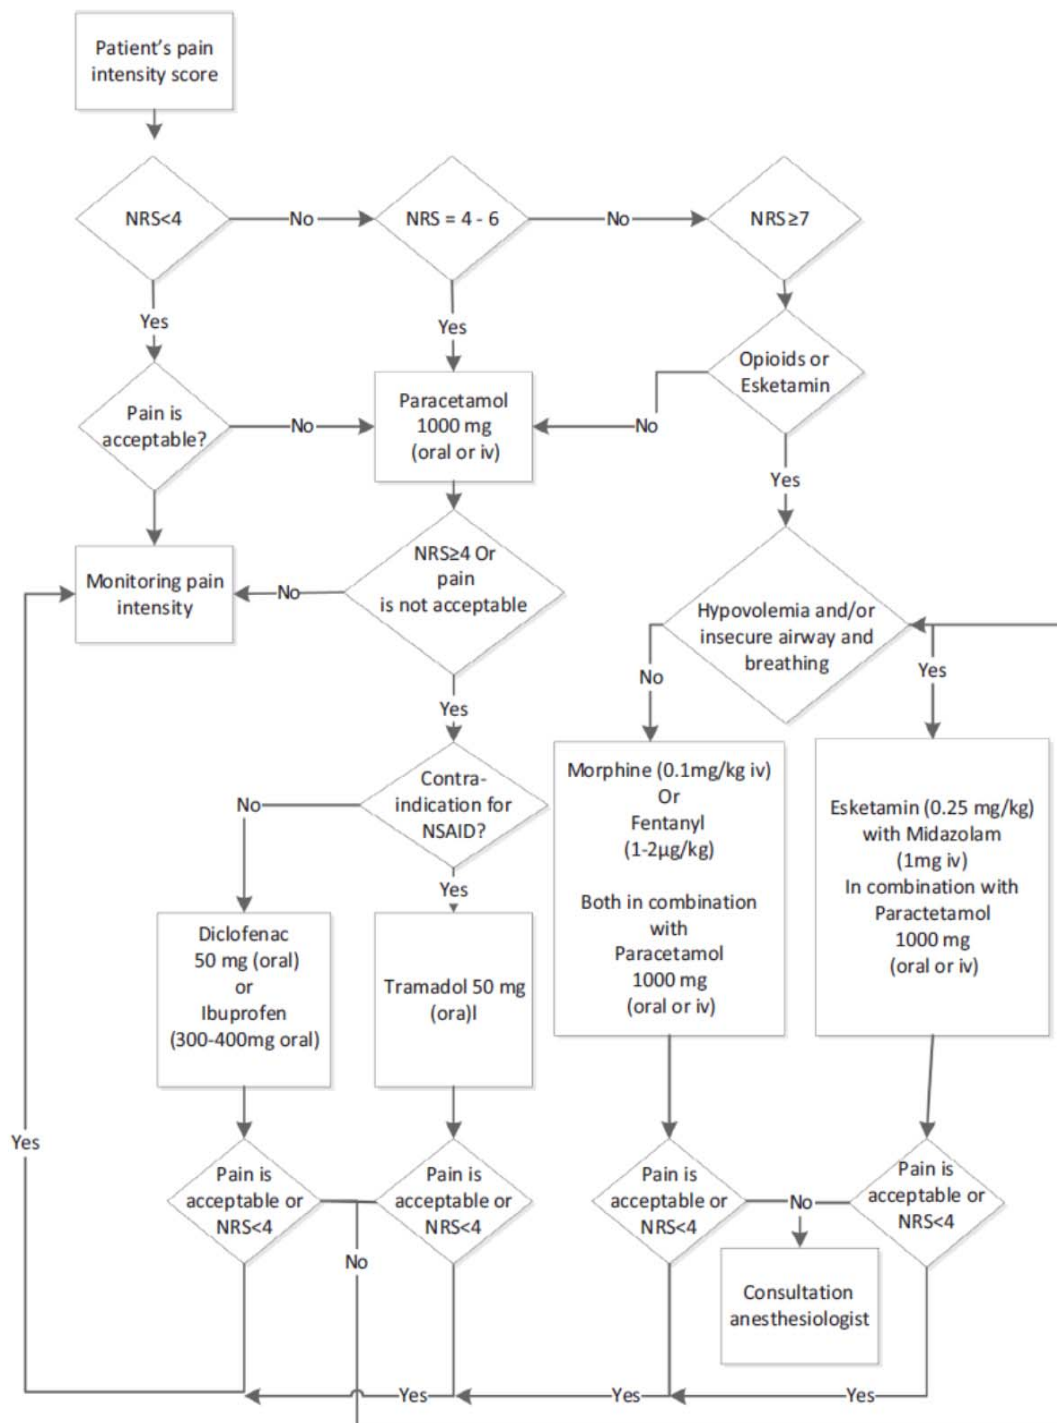 Patient's pain
intensity score
NRS<4
No
NRS = 4 - 6
No
NRS≥7
Yes
Yes
Opioids or
Esketamin
Pain is
acceptable?
No
Paracetamol
1000 mg
(oral or iv)
No
Yes
Monitoring pain
intensity
No
NRS≥4 Or
pain
is not acceptable
Hypovolemia and/or
insecure airway and
breathing
No
Yes
Yes
Contra-
indication for
NSAID?
No
Yes
Morphine (0.1mg/kg iv)
Or
Fentanyl
(1-2µg/kg)
Both in combination
with
Paracetamol
1000 mg
(oral or iv)
Esketamin (0.25 mg/kg)
with Midazolam
(1mg iv)
In combination with
Paractetamol
1000 mg
(oral or iv)
Diclofenac
50 mg (oral)
or
Ibuprofen
(300-400mg oral)
Tramadol 50 mg
(ora)l
Yes
Pain is
acceptable or
NRS<4
Pain is
acceptable or
NRS<4
Pain is
acceptable or
NRS<4
No
Pain is
acceptable or
NRS<4
No
Consultation
anesthesiologist
Yes
Yes
Yes